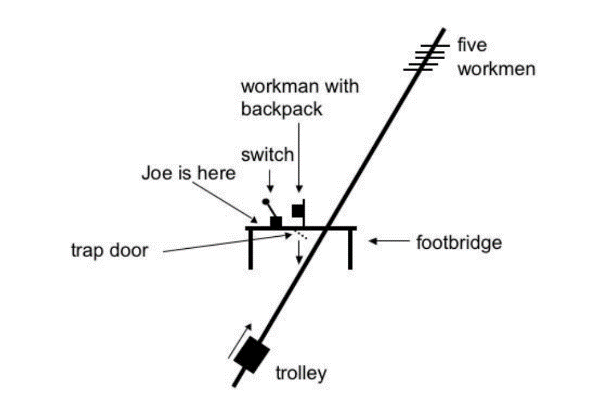 five
workmen
workman with
backpack
switch
Joe is here
trap door
footbridge
trolley